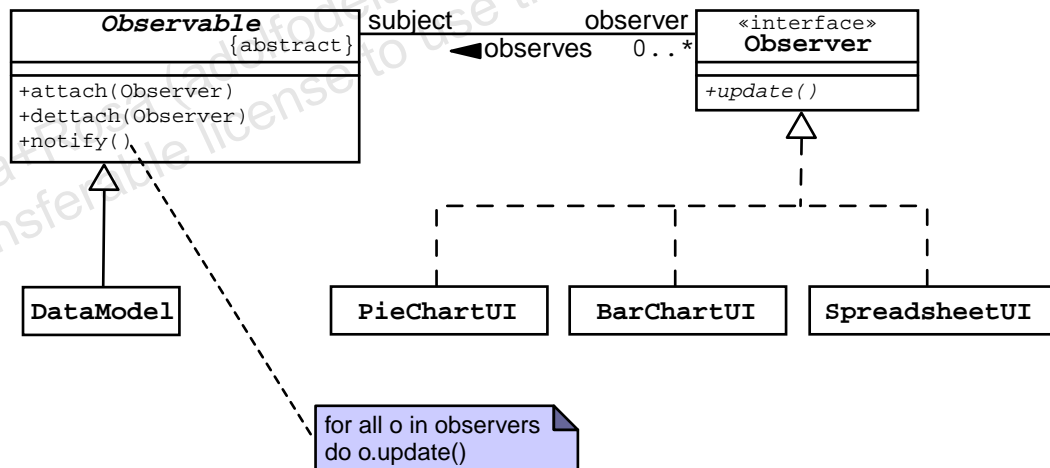 Observable
{abstract}
+attach(Observer)
+dettach(Observer)
+notify()
subject observer
observes 0..*
«interface»
Observer
+update()
DataModel
PieChartUI
BarChartUI
SpreadsheetUI
for all o in observers
do o.update()